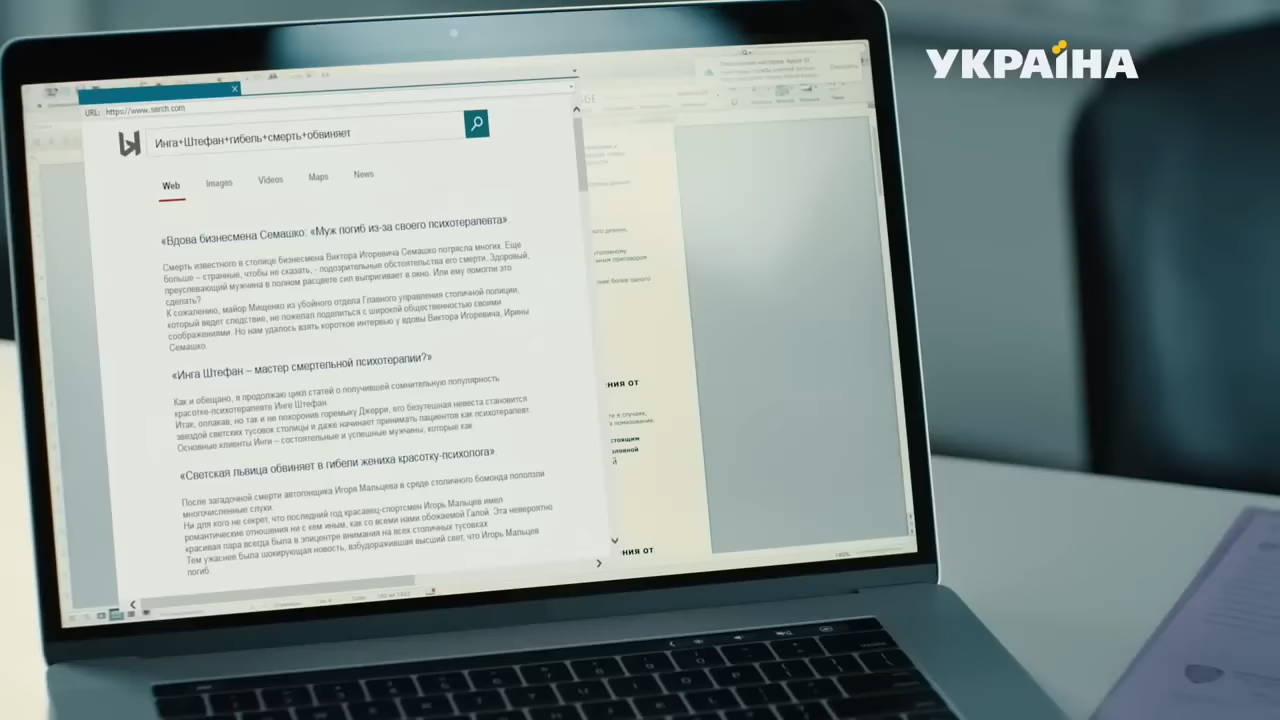 УКРАЇНА
URL: https://www.serch.com
Инга+Штефан+гибель+смерть+обвиняет
Web Images Videos Maps News
«Вдова бизнесмена Семашко: «Муж погиб из-за своего психотерапевта».
Смерть известного в столице бизнесмена Виктора Игоревича Семашко потрясла многих. Еще
больше – странные, чтобы не сказать, - подозрительные обстоятельства его смерти. Здоровый,
преуспевающий мужчина в полном расцвете сил выпрыгивает в окно. Или ему помогли это
сделать?
К сожалению, майор Мищенко из убойного отдела Главного управления столичной полиции,
который ведет следствие, не пожелал поделиться с широкой общественностью своими
соображениями. Но нам удалось взять короткое интервью у вдовы Виктора Игоревича, Ирины
Семашко.
«Инга Штефан – мастер смертельной психотерапии?»
Как и обещано, я продолжаю цикл статей о получившей сомнительную популярность
красотке-психотерапевте Инге Штефан.
Итак, оплакав, но так и не похоронив горемыку Джерри, его безутешная невеста становится
звездой светских тусовок столицы и даже начинает принимать пациентов как психотерапевт.
Основные клиенты Инги – состоятельные и успешные мужчины, которые как
«Светская львица обвиняет в гибели жениха красотку-психолога».
После загадочной смерти автогонщика Игоря Мальцева в среде столичного бомонда поползли
многочисленные слухи.
Ни для кого не секрет, что последний год красавец-спортсмен Игорь Мальцев имел
романтические отношения ни с кем иным, как со всеми нами обожаемой Галой. Эта невероятно
красивая пара всегда была в эпицентре внимания на всех столичных тусовках
Тем ужаснее была шокирующая новость, взбудоражившая высший свет, что Игорь Мальцев
погиб.
ния от
ния от